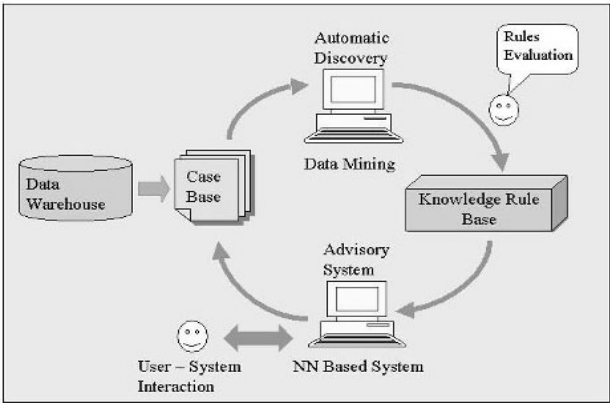 Automatic
Discovery
Rules
Evaluation
Data Mining
Data
Warehouse
Case
Base
Knowledge Rule
Base
Advisory
System
User – System
Interaction
NN Based System